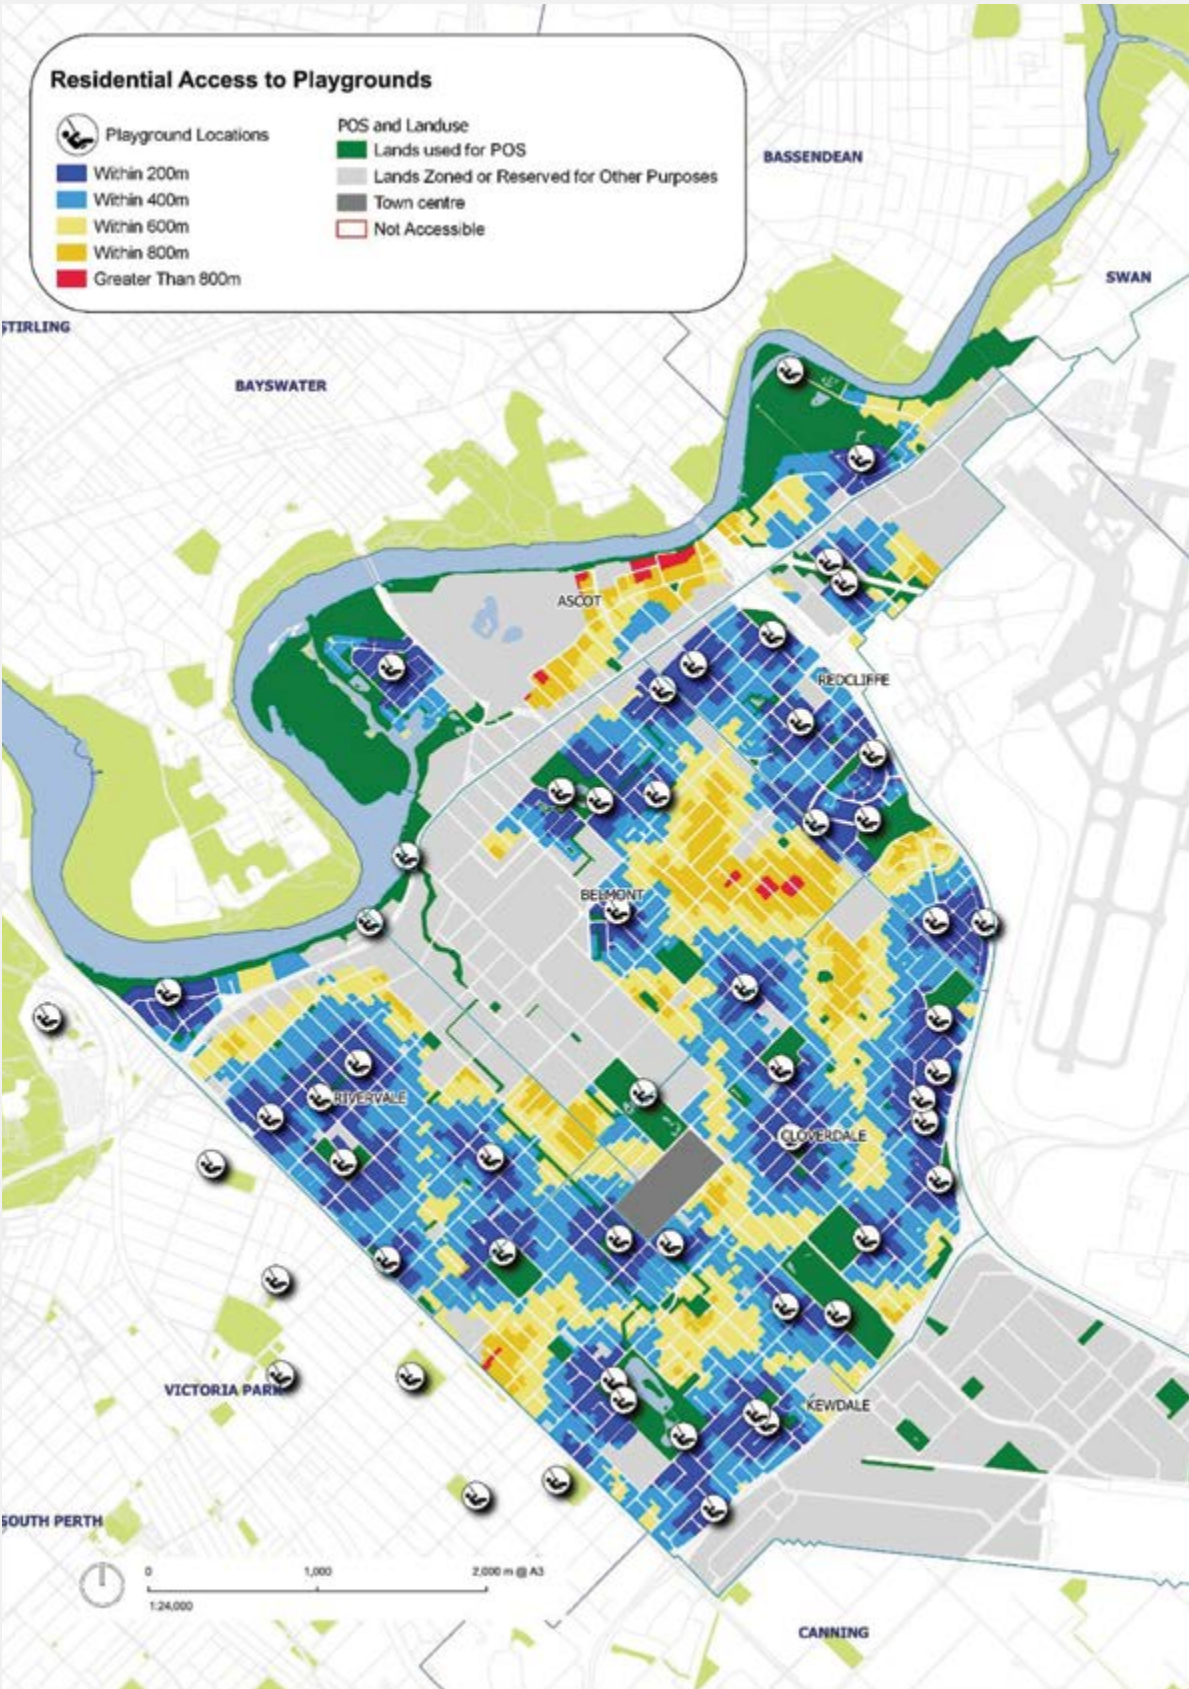 Residential Access to Playgrounds
Playground Locations
Within 200m
Within 400m
Within 600m
Within 800m
Greater Than 800m
POS and Landuse
Lands used for POS
Lands Zoned or Reserved for Other Purposes
Town centre
Not Accessible
BASSENDEAN
SWAN
STIRLING
BAYSWATER
ASCOT
REDCLIFFE
BELMONT
RIVERVALE
CLOVERDALE
VICTORIA PARK
KEWDALE
SOUTH PERTH
0 1,000 2,000 m @ A3
1:24,000
CANNING